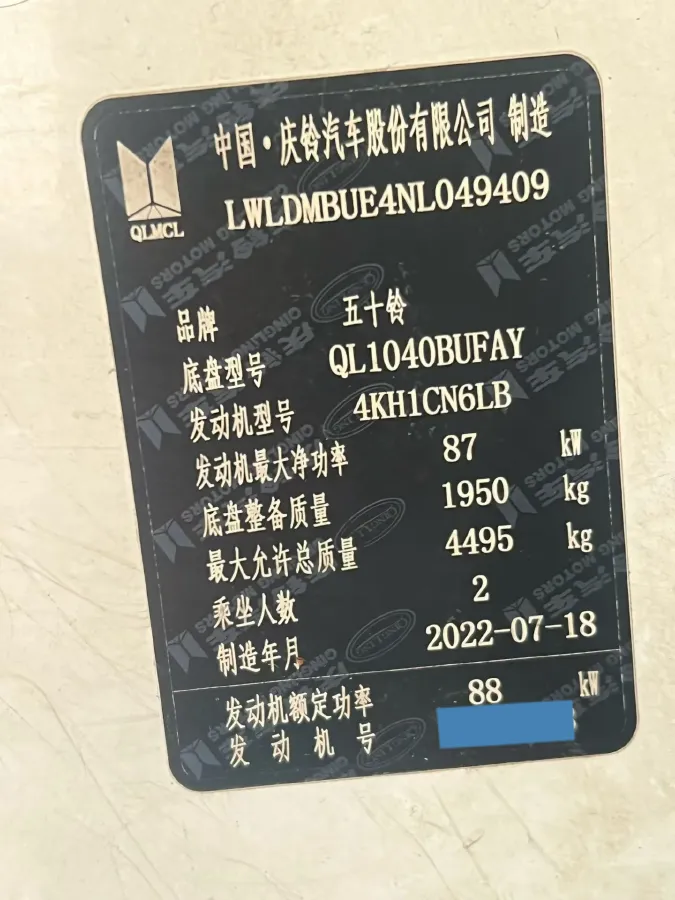 中国·庆铃汽车股份有限公司 制造
QLMCL
LWLDMBUE4NL049409
品牌 五十铃
底盘型号 QL1040BUFAY
发动机型号 4KH1CN6LB
发动机最大净功率 87 kW
底盘整备质量 1950 kg
最大允许总质量 4495 kg
乘坐人数 2
制造年月 2022-07-18
发动机额定功率 88 kW
发动机号